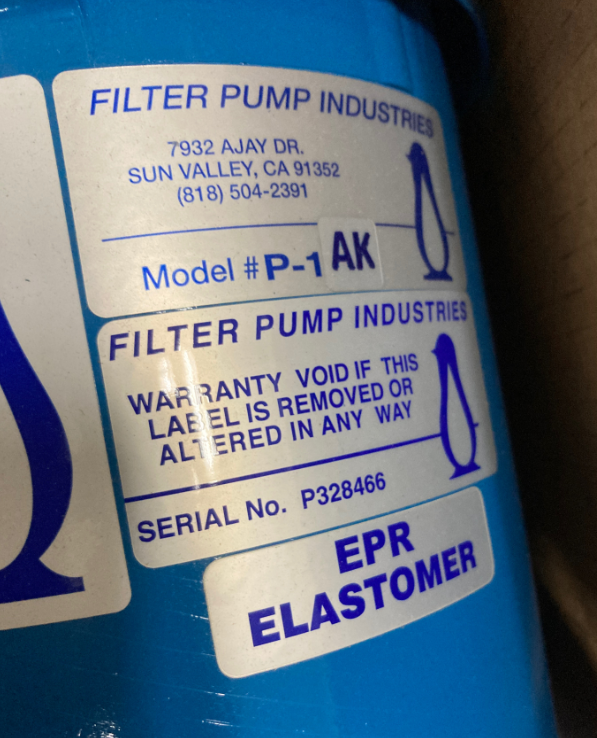 FILTER PUMP INDUSTRIES
7932 AJAY DR.
SUN VALLEY, CA 91352
(818) 504-2391
Model # P-1 AK
FILTER PUMP INDUSTRIES
WARRANTY VOID IF THIS
LABEL IS REMOVED OR
ALTERED IN ANY WAY
SERIAL No. P328466
EPR
ELASTOMER